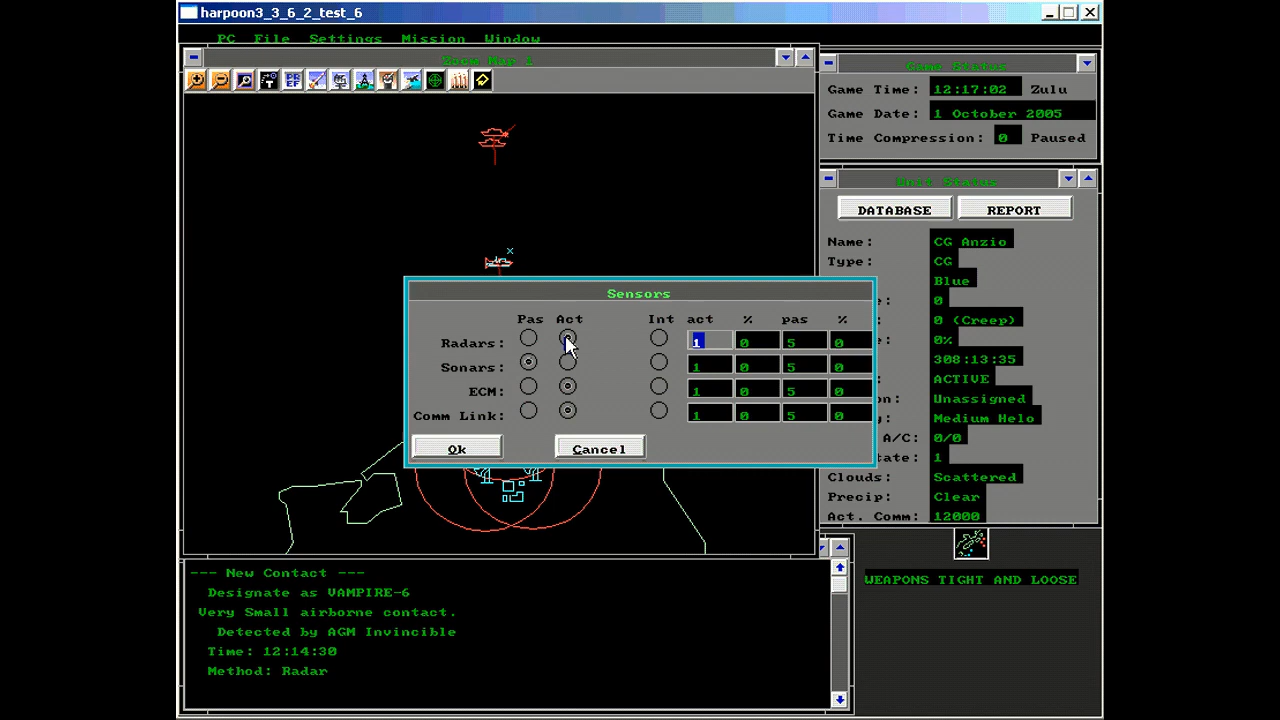 harpoon3_3_6_2_test_6
PC File Settings Mission Window
Zoom Map 2
Game Status
Game Time: 12:17:02 Zulu
Game Date: 1 October 2005
Time Compression: 0 Paused
Unit Status
DATABASE REPORT
Name: CG Anzio
Type: CG
Blue
: 0
: 0 (Creep)
: 0%
308:13:35
: ACTIVE
on: Unassigned
: Medium Helo
A/C: 0/0
tate: 1
Clouds: Scattered
Precip: Clear
Act. Comm: 12000
Sensors
Pas Act Int act % pas %
Radars: 1 0 5 0
Sonars: 1 0 5 0
ECM: 1 0 5 0
Comm Link: 1 0 5 0
Ok Cancel
--- New Contact ---
Designate as VAMPIRE-6
Very Small airborne contact.
Detected by AGM Invincible
Time: 12:14:30
Method: Radar
WEAPONS TIGHT AND LOOSE